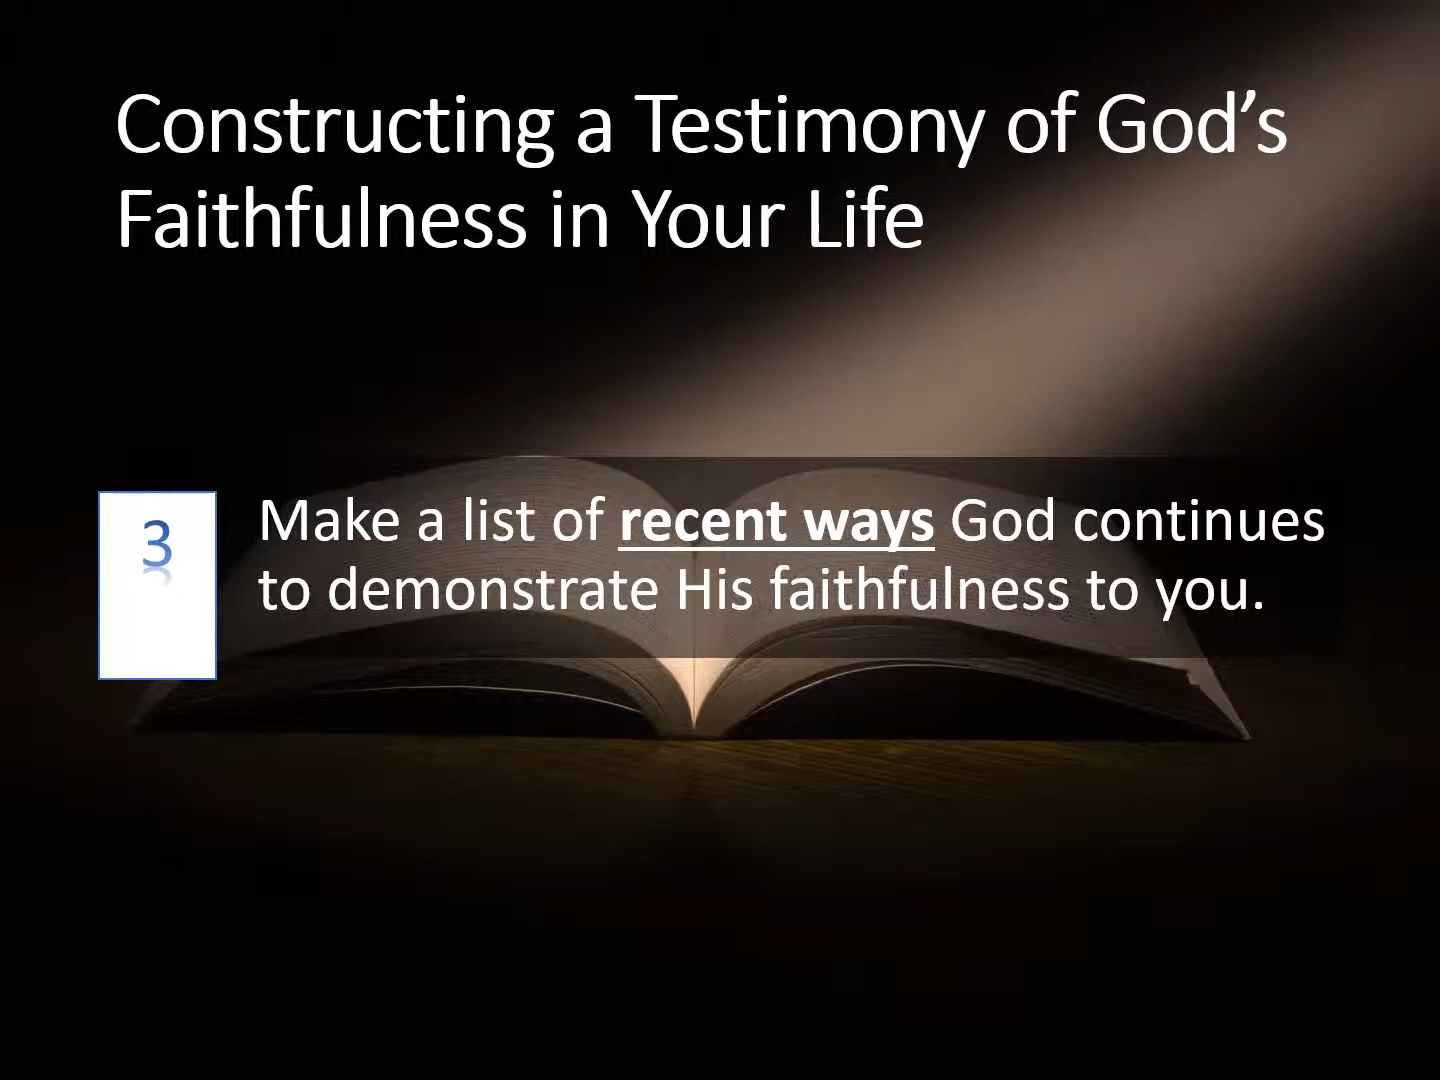 Constructing a Testimony of God’s
Faithfulness in Your Life
3
Make a list of recent ways God continues
to demonstrate His faithfulness to you.